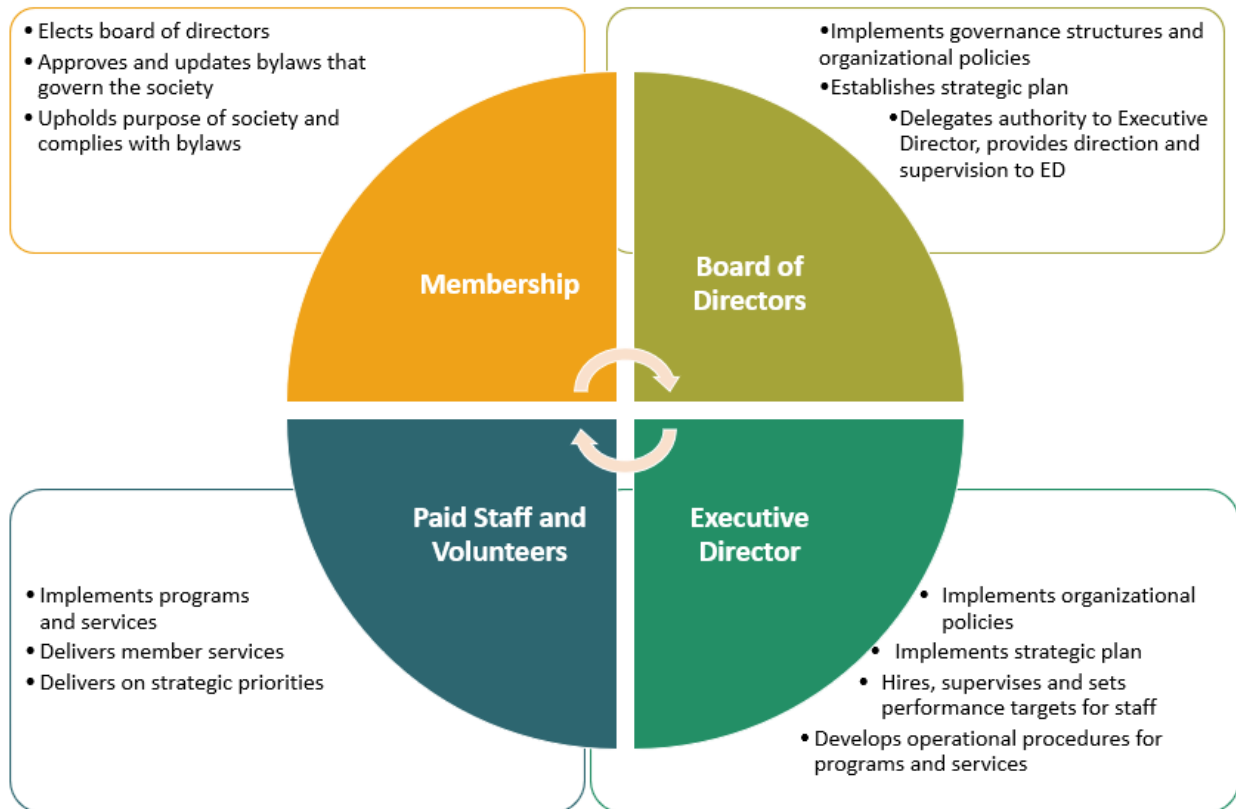 • Elects board of directors
• Approves and updates bylaws that
govern the society
• Upholds purpose of society and
complies with bylaws
•Implements governance structures and
organizational policies
•Establishes strategic plan
•Delegates authority to Executive
Director, provides direction and
supervision to ED
Membership
Board of
Directors
Paid Staff and
Volunteers
Executive
Director
• Implements programs
and services
• Delivers member services
• Delivers on strategic priorities
• Implements organizational
policies
• Implements strategic plan
• Hires, supervises and sets
performance targets for staff
• Develops operational procedures for
programs and services